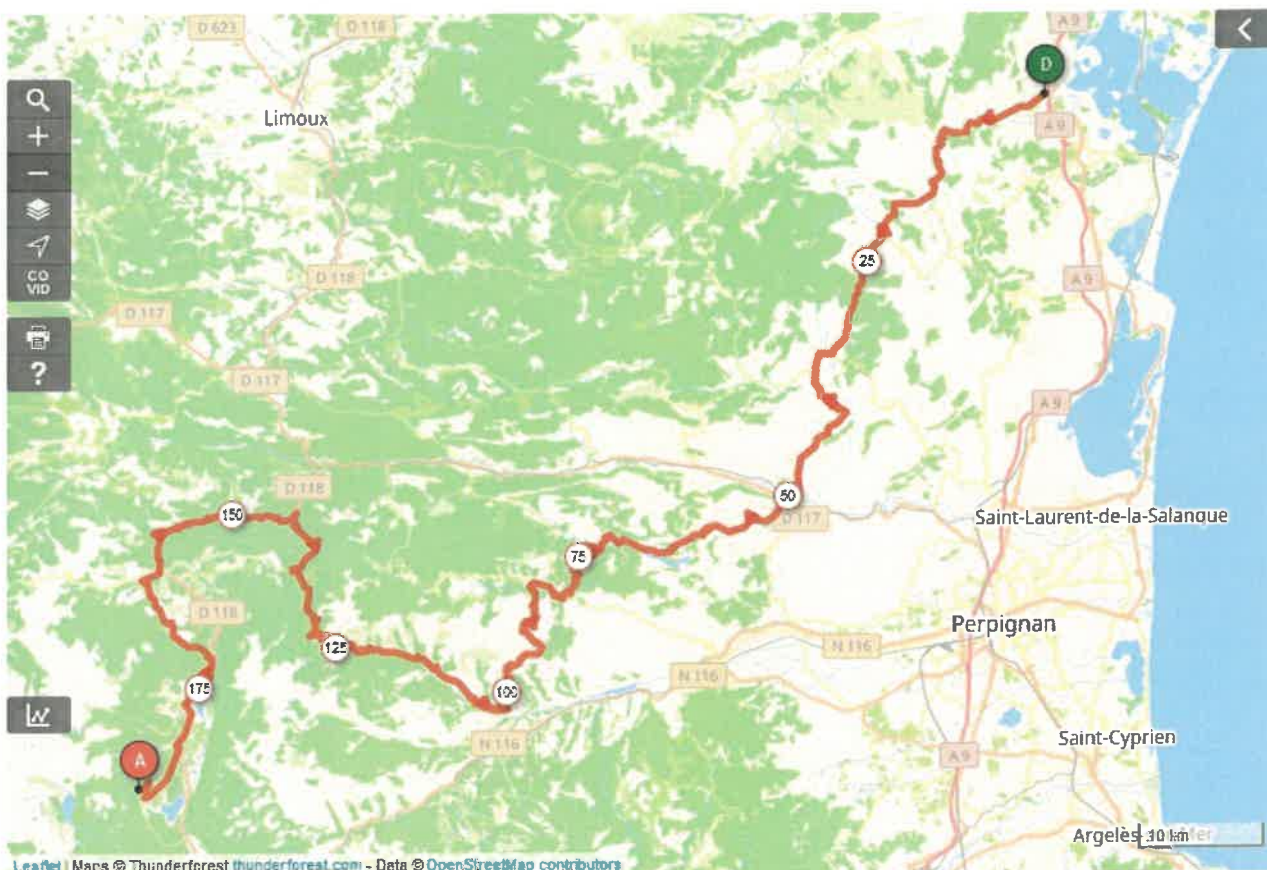 D 623
D 118
A 9
D
Limoux
A 9
CO
VID
D 118
25
A 9
D 117
?
D 117
A 9
D 118
50
D 117
150
Saint-Laurent-de-la-Salanque
75
D 118
Perpignan
125
N 116
N 116
175
100
N 116
Saint-Cyprien
A
A 9
Argelès-
10 km
Leaflet | Maps © Thunderforest thunderforest.com - Data © OpenStreetMap contributors